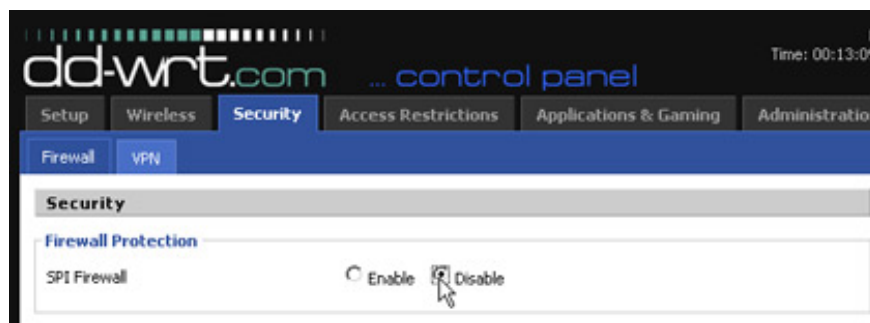 dd-wrt.com ... control panel
Time: 00:13:09
Setup Wireless Security Access Restrictions Applications & Gaming Administratio
Firewall VPN
Security
Firewall Protection
SPI Firewall Enable Disable